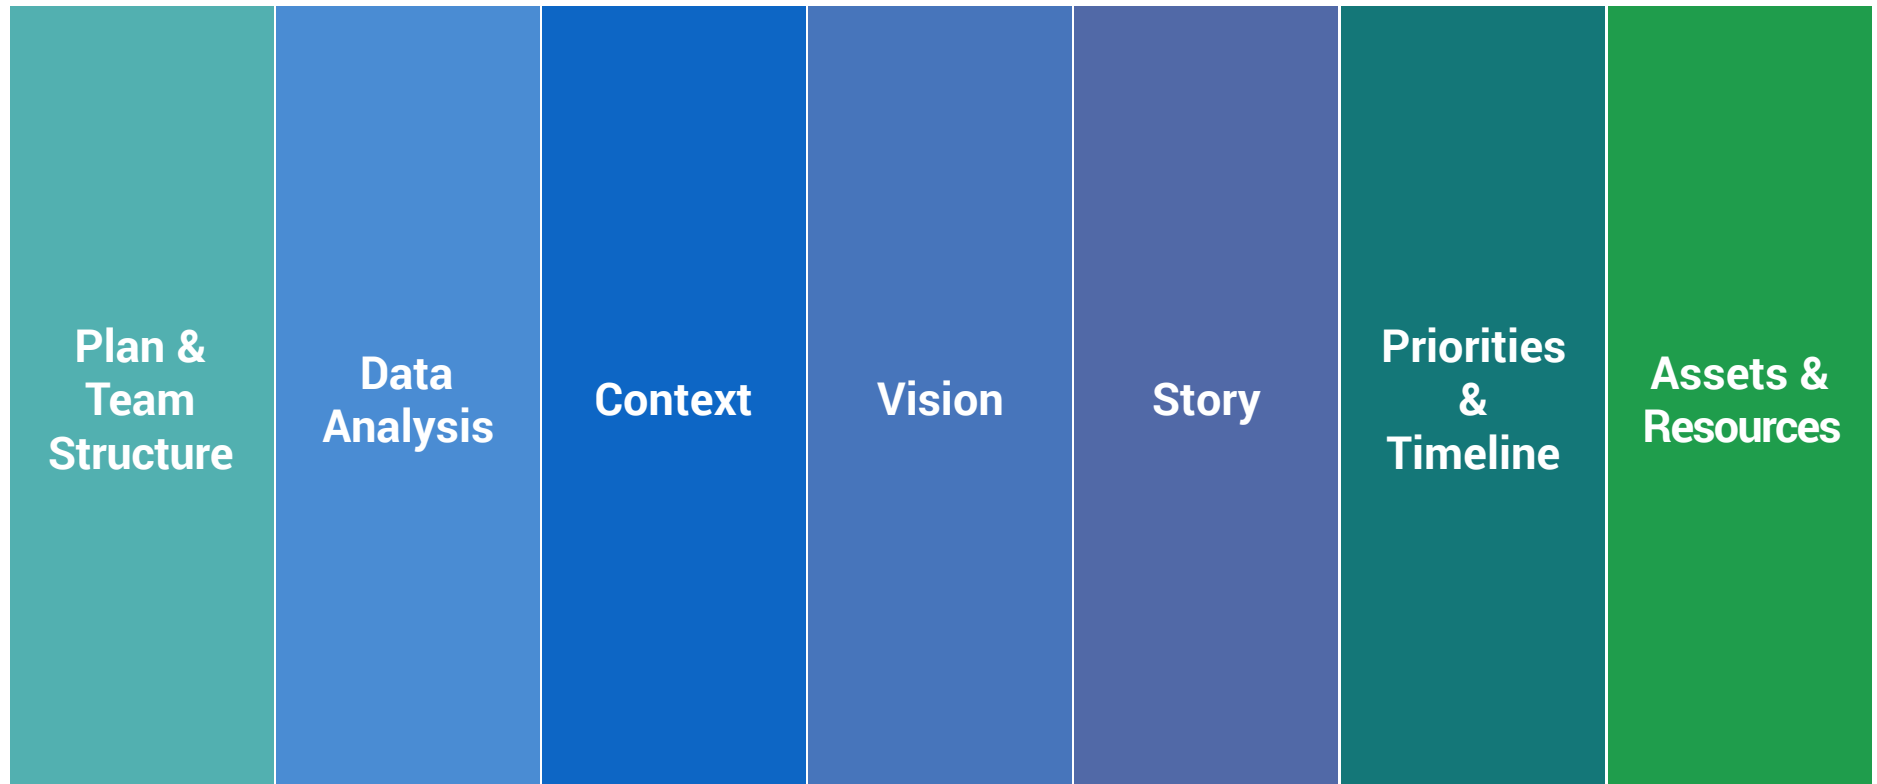 Plan &
Team
Structure
Data
Analysis
Context
Vision
Story
Priorities
&
Timeline
Assets &
Resources